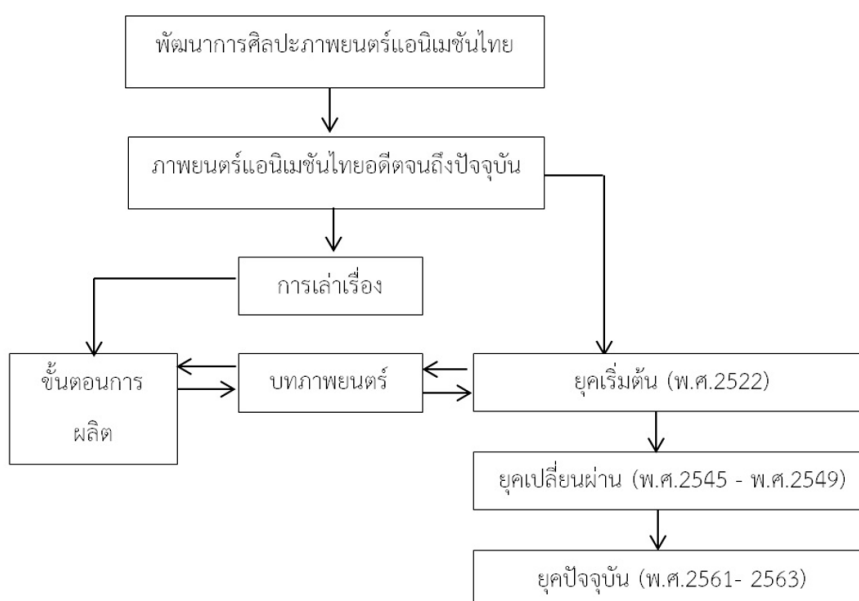 พัฒนาการศิลปะภาพยนตร์แอนิเมชันไทย
ภาพยนตร์แอนิเมชันไทยอดีตจนถึงปัจจุบัน
การเล่าเรื่อง
ขั้นตอนการ
ผลิต
บทภาพยนตร์
ยุคเริ่มต้น (พ.ศ.2522)
ยุคเปลี่ยนผ่าน (พ.ศ.2545 - พ.ศ.2549)
ยุคปัจจุบัน (พ.ศ.2561- 2563)